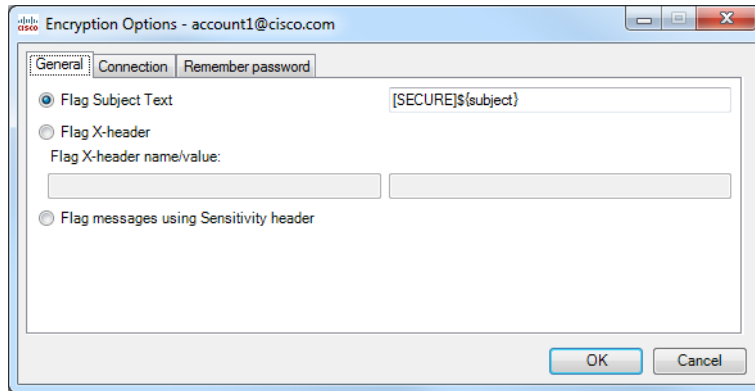 cisco Encryption Options - account1@cisco.com
General Connection Remember password
Flag Subject Text [SECURE]${subject}
Flag X-header
Flag X-header name/value:
Flag messages using Sensitivity header
OK Cancel